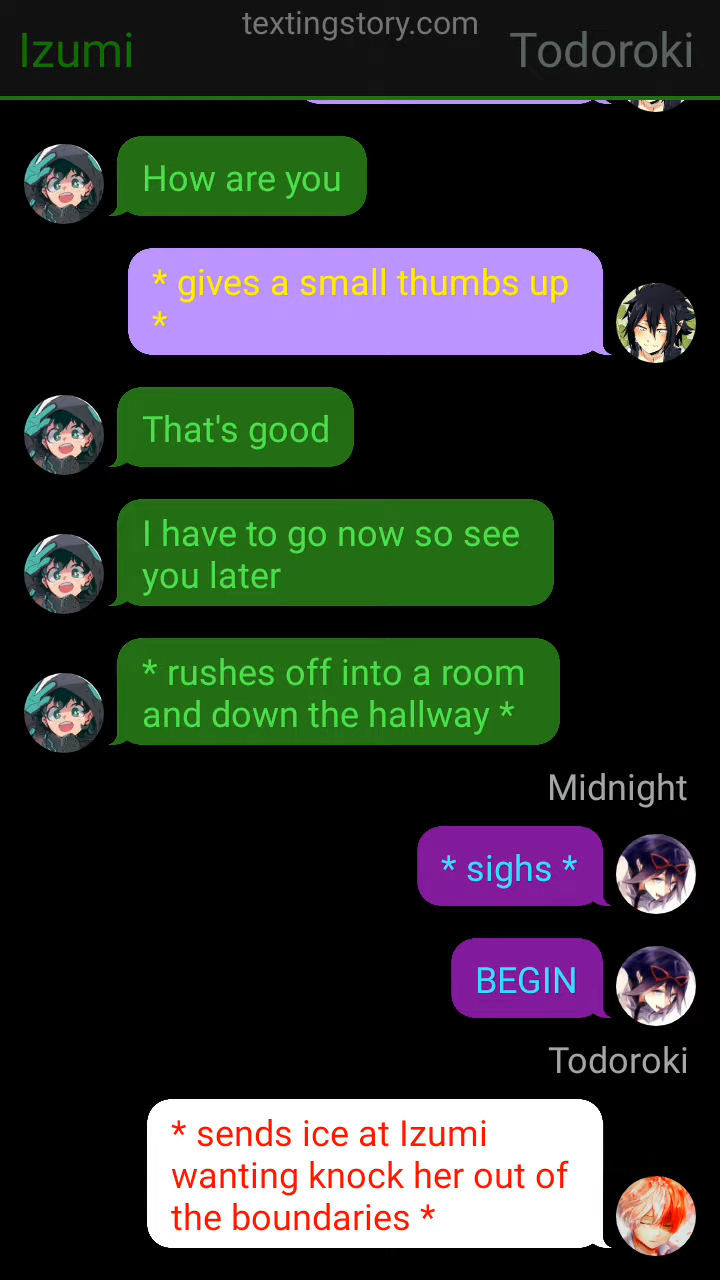 textingstory.com
Izumi
Todoroki
How are you
* gives a small thumbs up
*
That's good
I have to go now so see
you later
* rushes off into a room
and down the hallway *
Midnight
* sighs *
BEGIN
Todoroki
* sends ice at Izumi
wanting knock her out of
the boundaries *